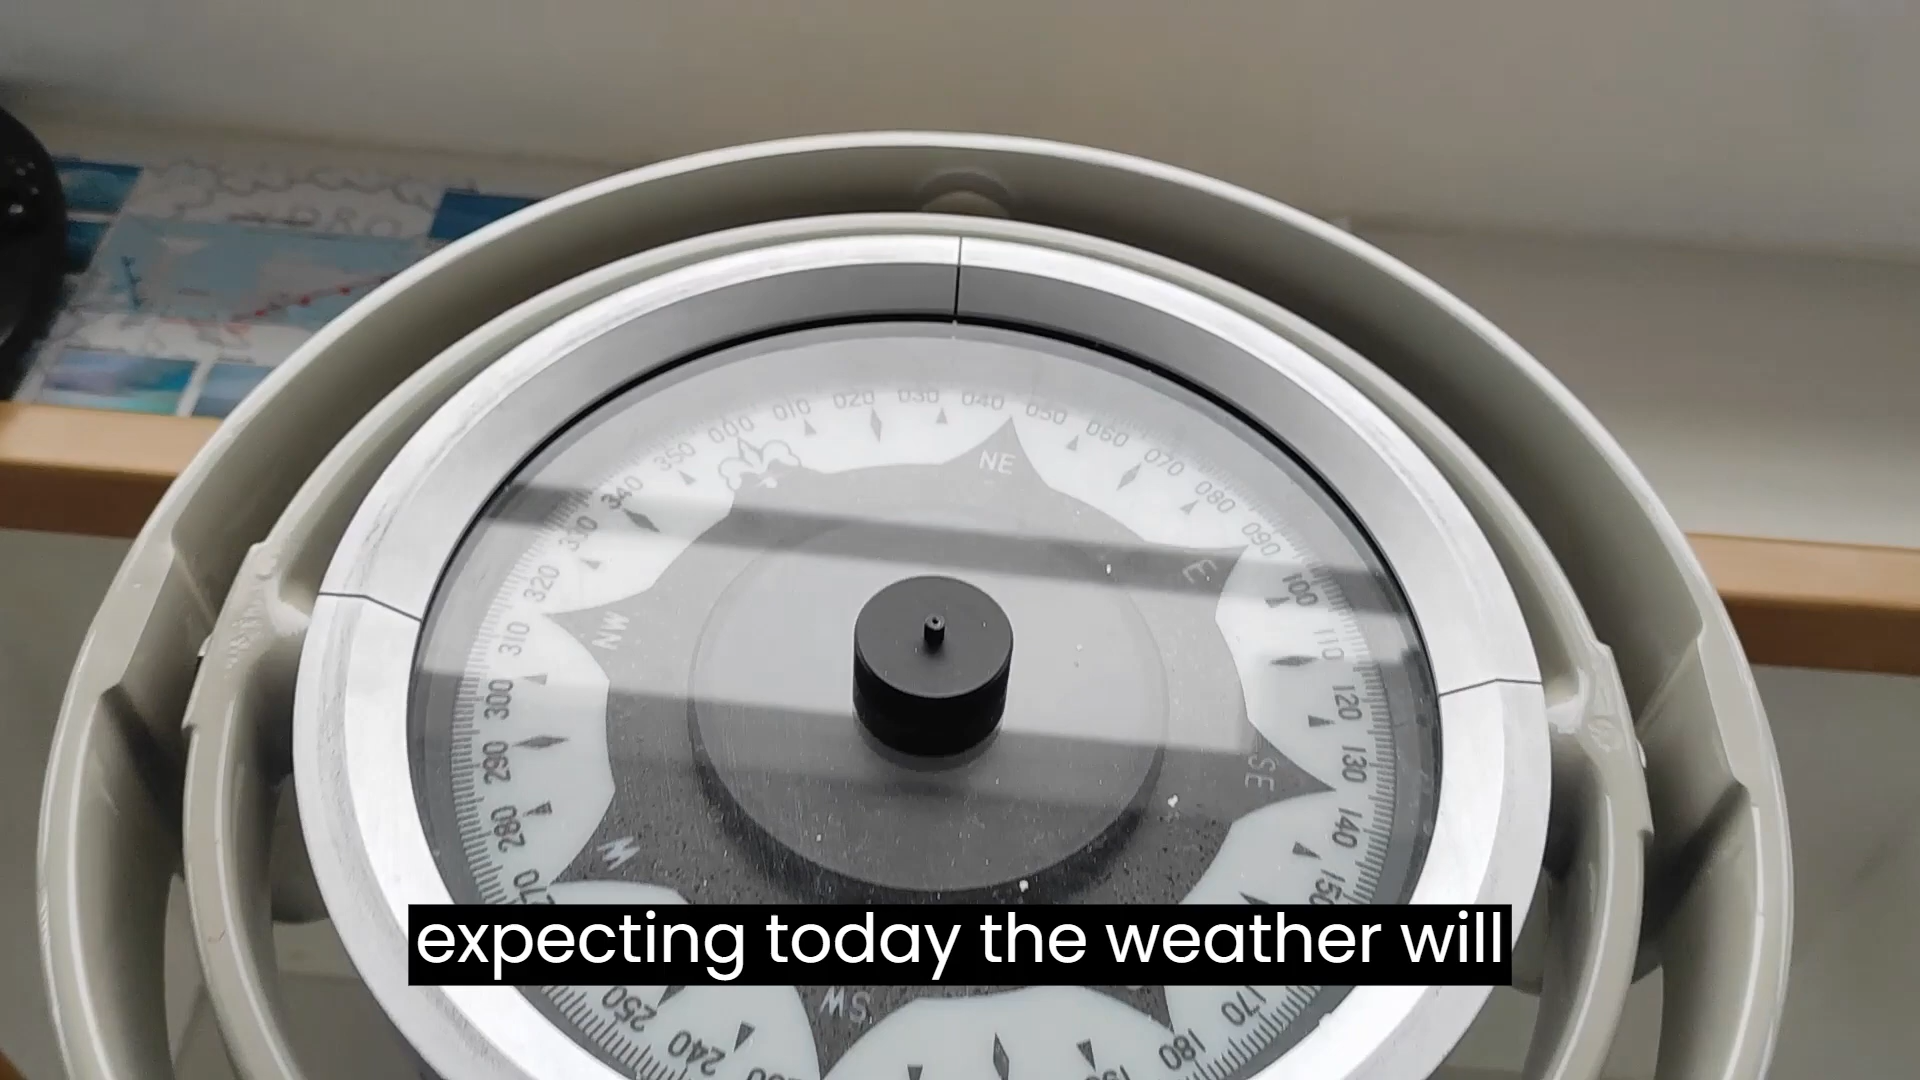 000 010 020 030 040 050 060 070 080 090 100 110 120 130 140 150 170 180
350 340 330 320 310 300 290 280 270 250 240
NE
E
NW
SE
W
SW
expecting today the weather will